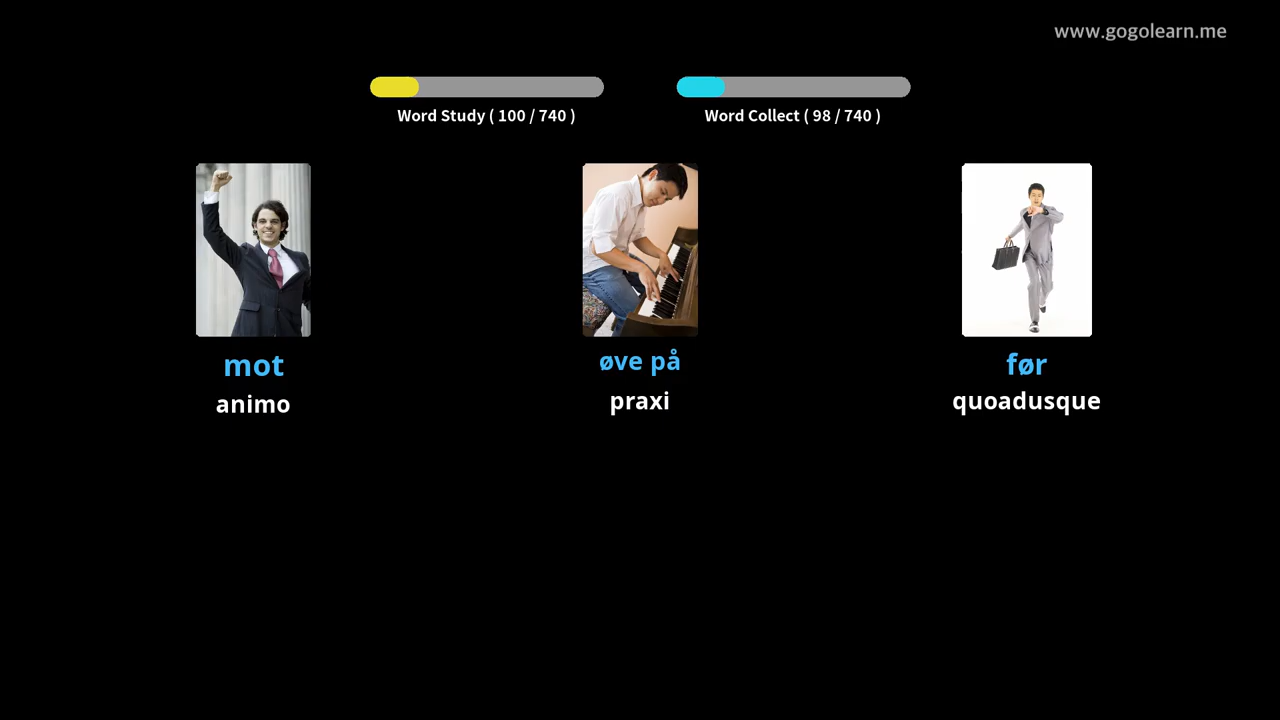 www.gogolearn.me
Word Study ( 100 / 740 )
Word Collect ( 98 / 740 )
mot
animo
øve på
praxi
før
quoadusque